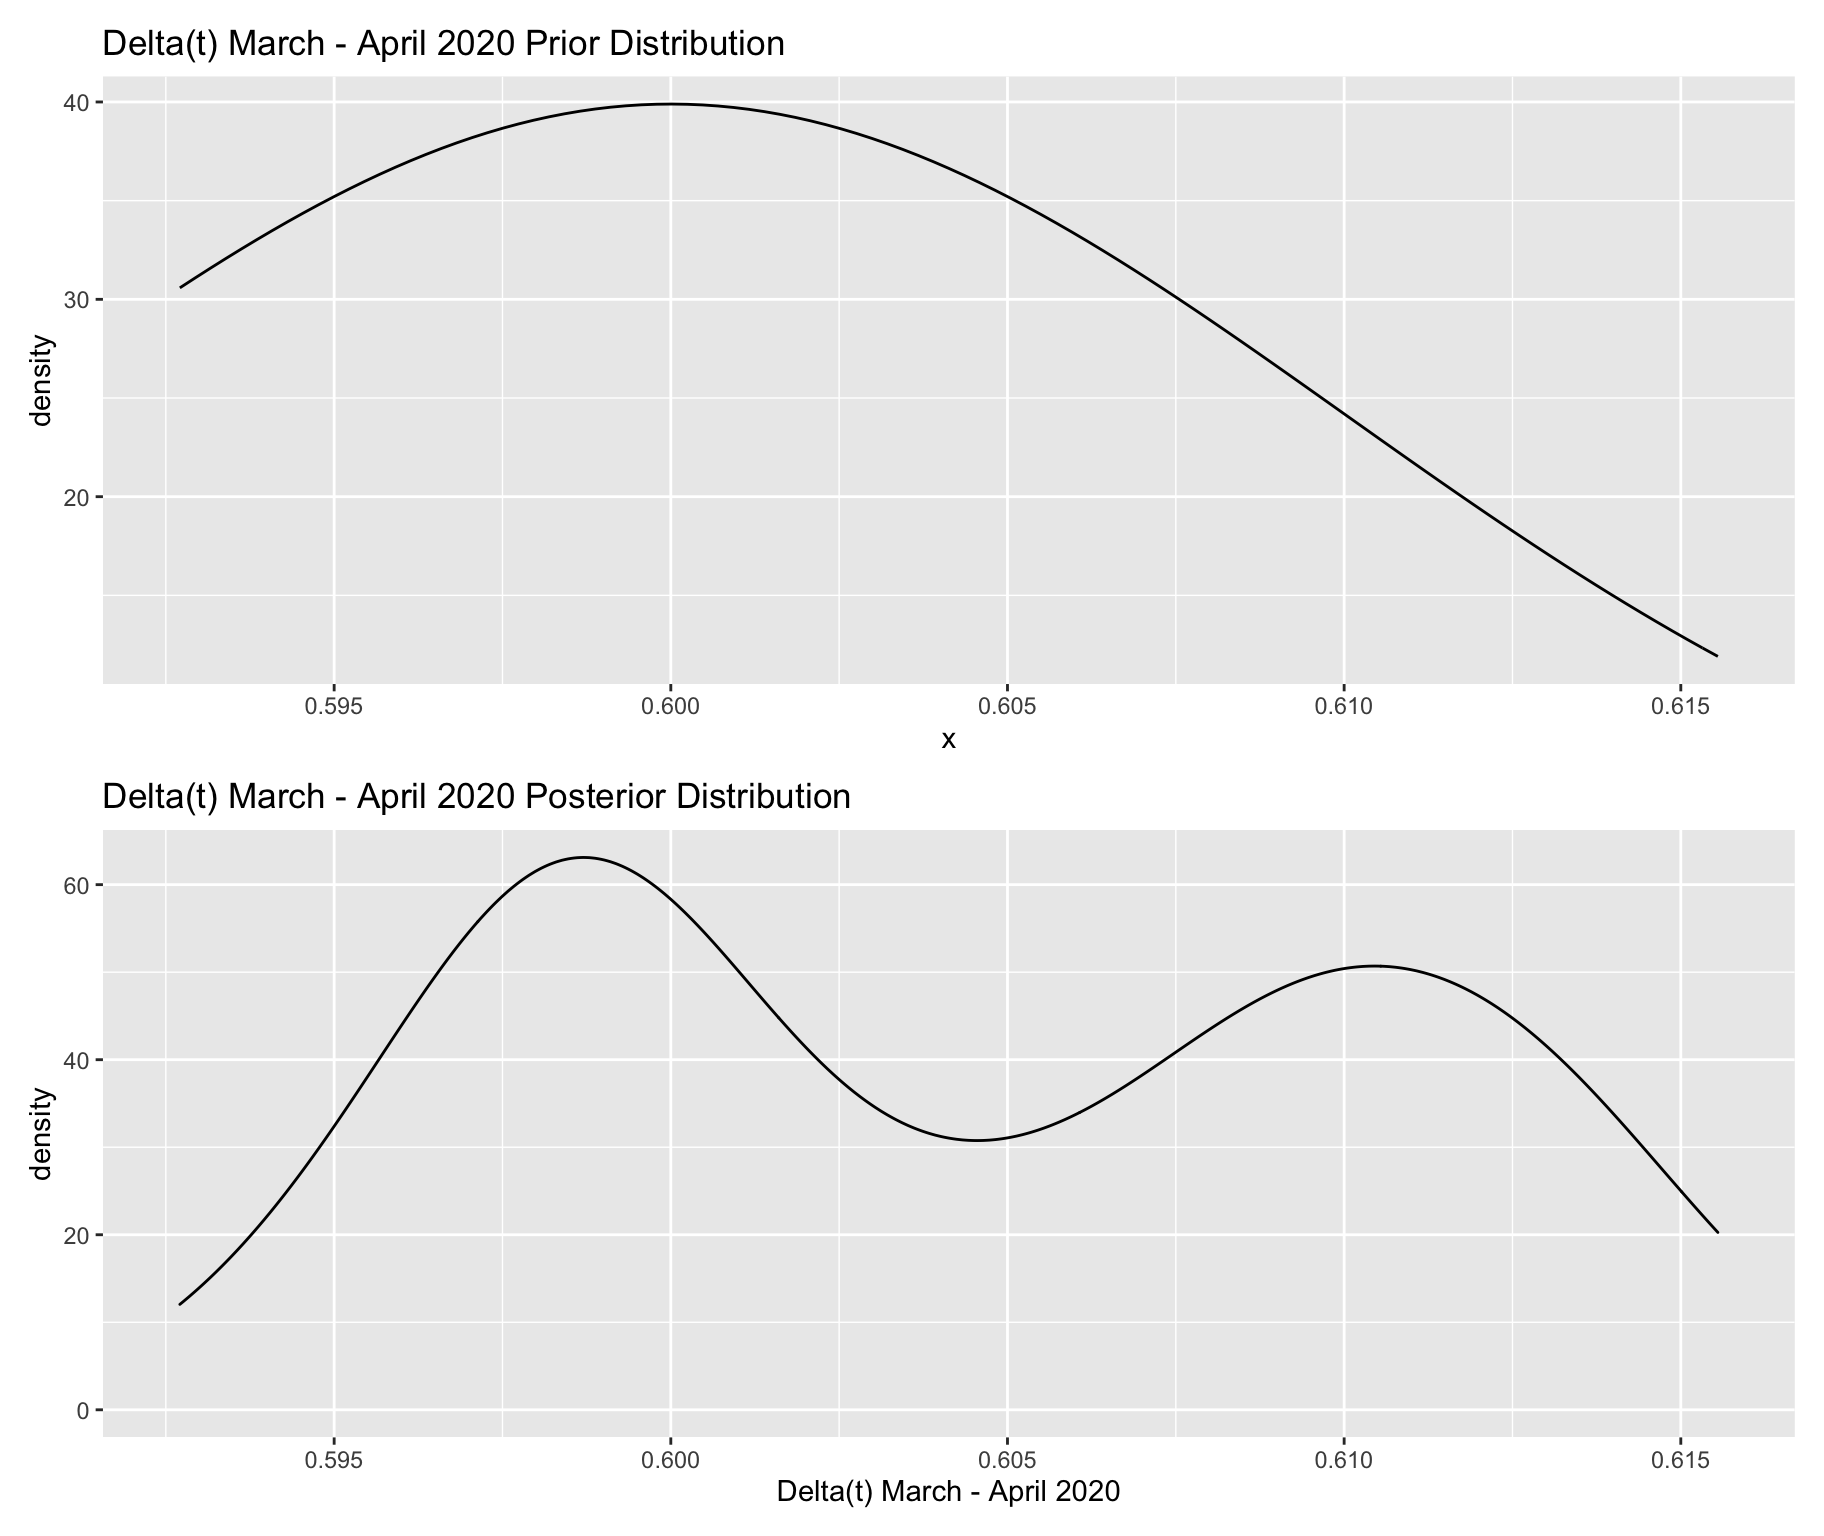 Delta(t) March - April 2020 Prior Distribution
40
30
20
density
0.595 0.600 0.605 0.610 0.615
x
Delta(t) March - April 2020 Posterior Distribution
60
40
20
0
density
0.595 0.600 0.605 0.610 0.615
Delta(t) March - April 2020